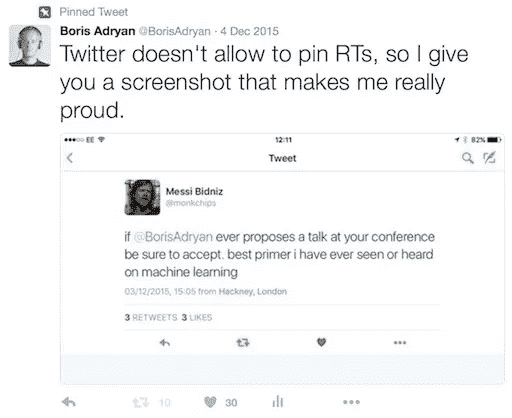 Pinned Tweet
Boris Adryan @BorisAdryan · 4 Dec 2015
Twitter doesn't allow to pin RTs, so I give
you a screenshot that makes me really
proud.
EE 12:11 82%
Tweet
Messi Bidniz
@monkchips
if @BorisAdryan ever proposes a talk at your conference
be sure to accept. best primer i have ever seen or heard
on machine learning
03/12/2015, 15:05 from Hackney, London
3 RETWEETS 3 LIKES
10 30